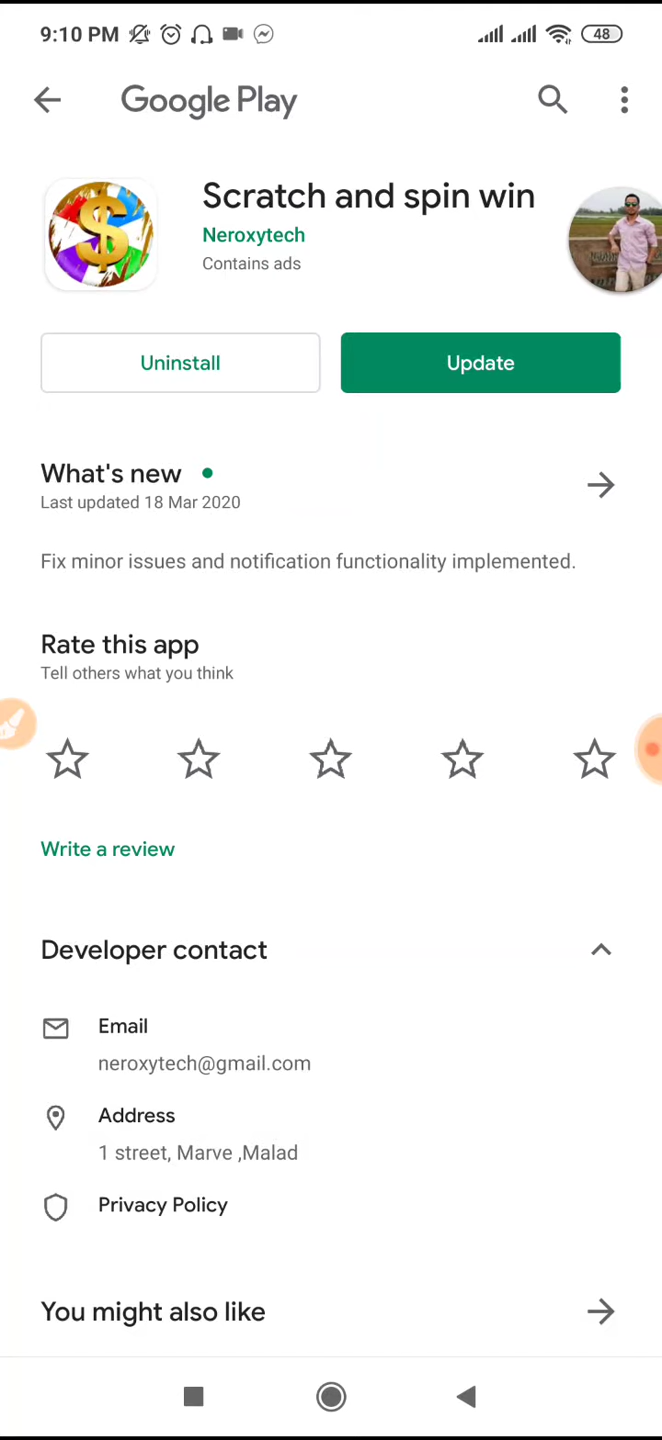 9:10 PM
48
Google Play
Scratch and spin win
Neroxytech
Contains ads
Uninstall
Update
What's new
Last updated 18 Mar 2020
Fix minor issues and notification functionality implemented.
Rate this app
Tell others what you think
Write a review
Developer contact
Email
neroxytech@gmail.com
Address
1 street, Marve ,Malad
Privacy Policy
You might also like